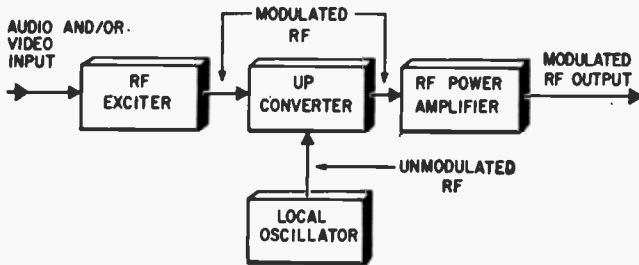 AUDIO AND/OR
VIDEO
INPUT
MODULATED
RF
MODULATED
RF OUTPUT
RF
EXCITER
UP
CONVERTER
RF POWER
AMPLIFIER
UNMODULATED
RF
LOCAL
OSCILLATOR